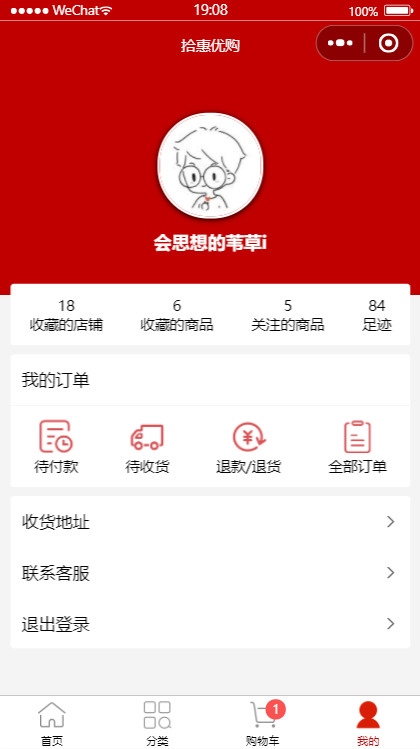 WeChat 19:08 100%
拾惠优购
会思想的苇草i
18 6 5 84
收藏的店铺 收藏的商品 关注的商品 足迹
我的订单
待付款 待收货 退款/退货 全部订单
收货地址
联系客服
退出登录
1
首页 分类 购物车 我的